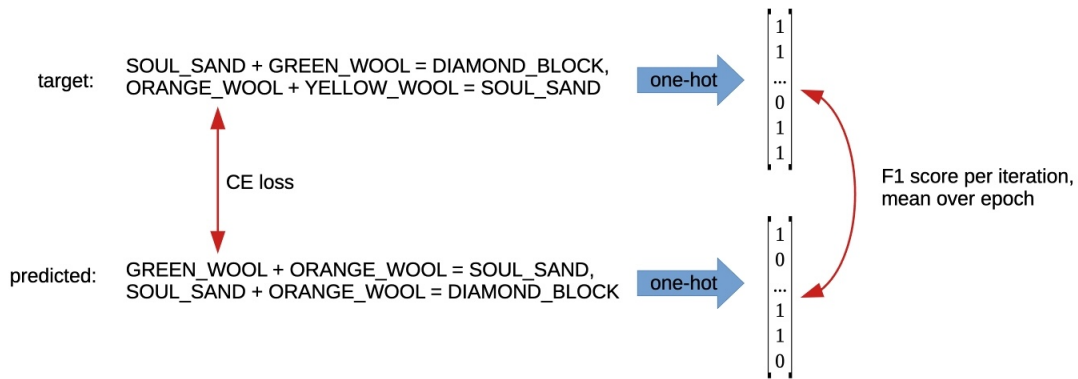 target:
SOUL_SAND + GREEN_WOOL = DIAMOND_BLOCK,
ORANGE_WOOL + YELLOW_WOOL = SOUL_SAND
one-hot
1
1
...
0
1
1
CE loss
F1 score per iteration,
mean over epoch
predicted:
GREEN_WOOL + ORANGE_WOOL = SOUL_SAND,
SOUL_SAND + ORANGE_WOOL = DIAMOND_BLOCK
one-hot
1
0
...
1
1
0